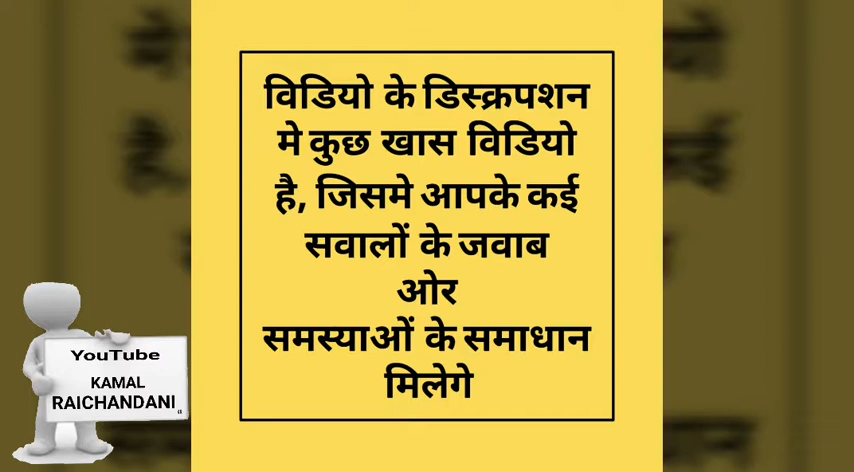 विडियो के डिस्क्रपशन
मे कुछ खास विडियो
है, जिसमे आपके कई
सवालों के जवाब
ओर
समस्याओं के समाधान
मिलेगे
YouTube
KAMAL
RAICHANDANI